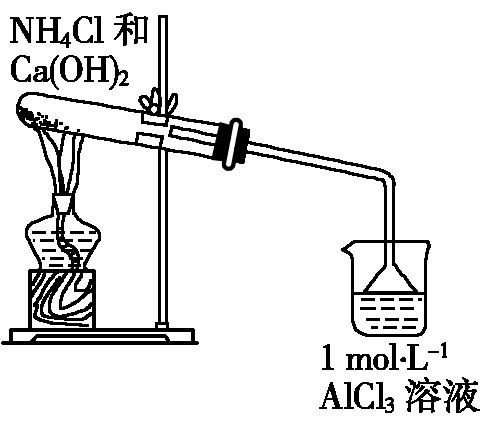 NH₄Cl 和
Ca(OH)₂
1 mol·L⁻¹
AlCl₃ 溶液